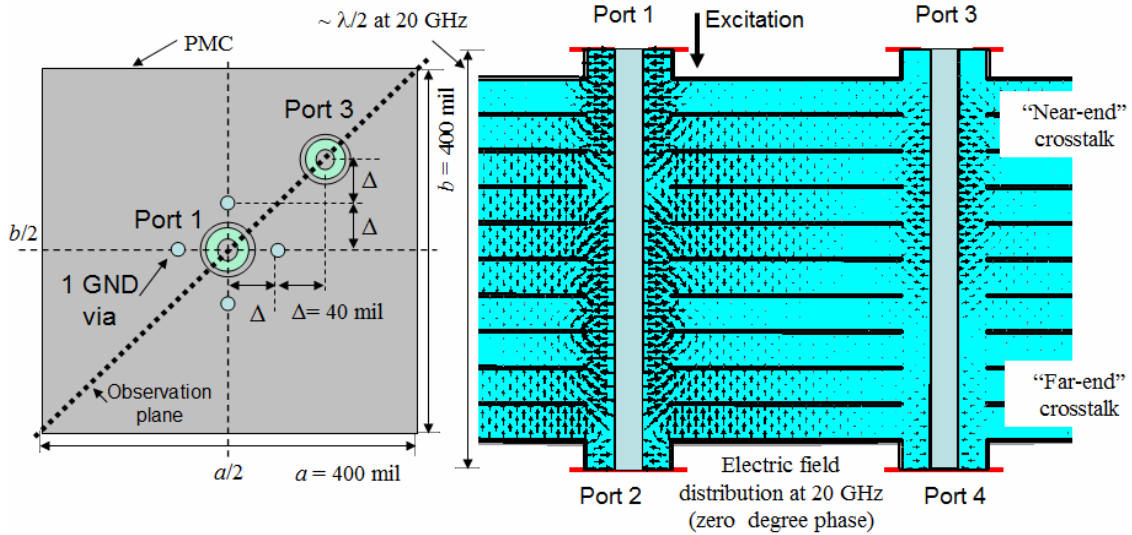 PMC
~ λ/2 at 20 GHz
Port 3
Δ
Δ
Port 1
b/2
1 GND
via
Δ
Δ= 40 mil
Observation
plane
a/2
a = 400 mil
b = 400 mil
Port 1
Excitation
Port 3
“Near-end”
crosstalk
“Far-end”
crosstalk
Port 2
Electric field
distribution at 20 GHz
(zero degree phase)
Port 4